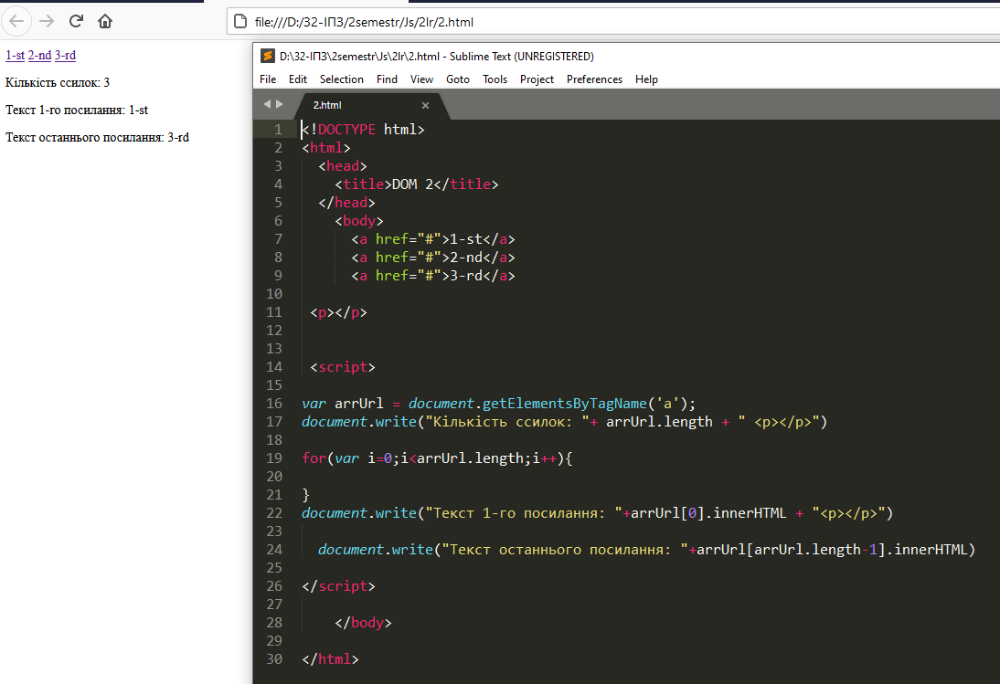 file:///D:/32-ІПЗ/2semestr/Js/2lr/2.html
1-st 2-nd 3-rd
Кількість ссилок: 3
Текст 1-го посилання: 1-st
Текст останнього посилання: 3-rd
D:\32-ІПЗ\2semestr\Js\2lr\2.html - Sublime Text (UNREGISTERED)
File Edit Selection Find View Goto Tools Project Preferences Help
2.html
1 <!DOCTYPE html>
2 <html>
3 <head>
4 <title>DOM 2</title>
5 </head>
6 <body>
7 <a href="#">1-st</a>
8 <a href="#">2-nd</a>
9 <a href="#">3-rd</a>
10
11 <p></p>
12
13
14 <script>
15
16 var arrUrl = document.getElementsByTagName('a');
17 document.write("Кількість ссилок: "+ arrUrl.length + " <p></p>")
18
19 for(var i=0;i<arrUrl.length;i++){
20
21 }
22 document.write("Текст 1-го посилання: "+arrUrl[0].innerHTML + "<p></p>")
23
24 document.write("Текст останнього посилання: "+arrUrl[arrUrl.length-1].innerHTML)
25
26 </script>
27
28 </body>
29
30 </html>